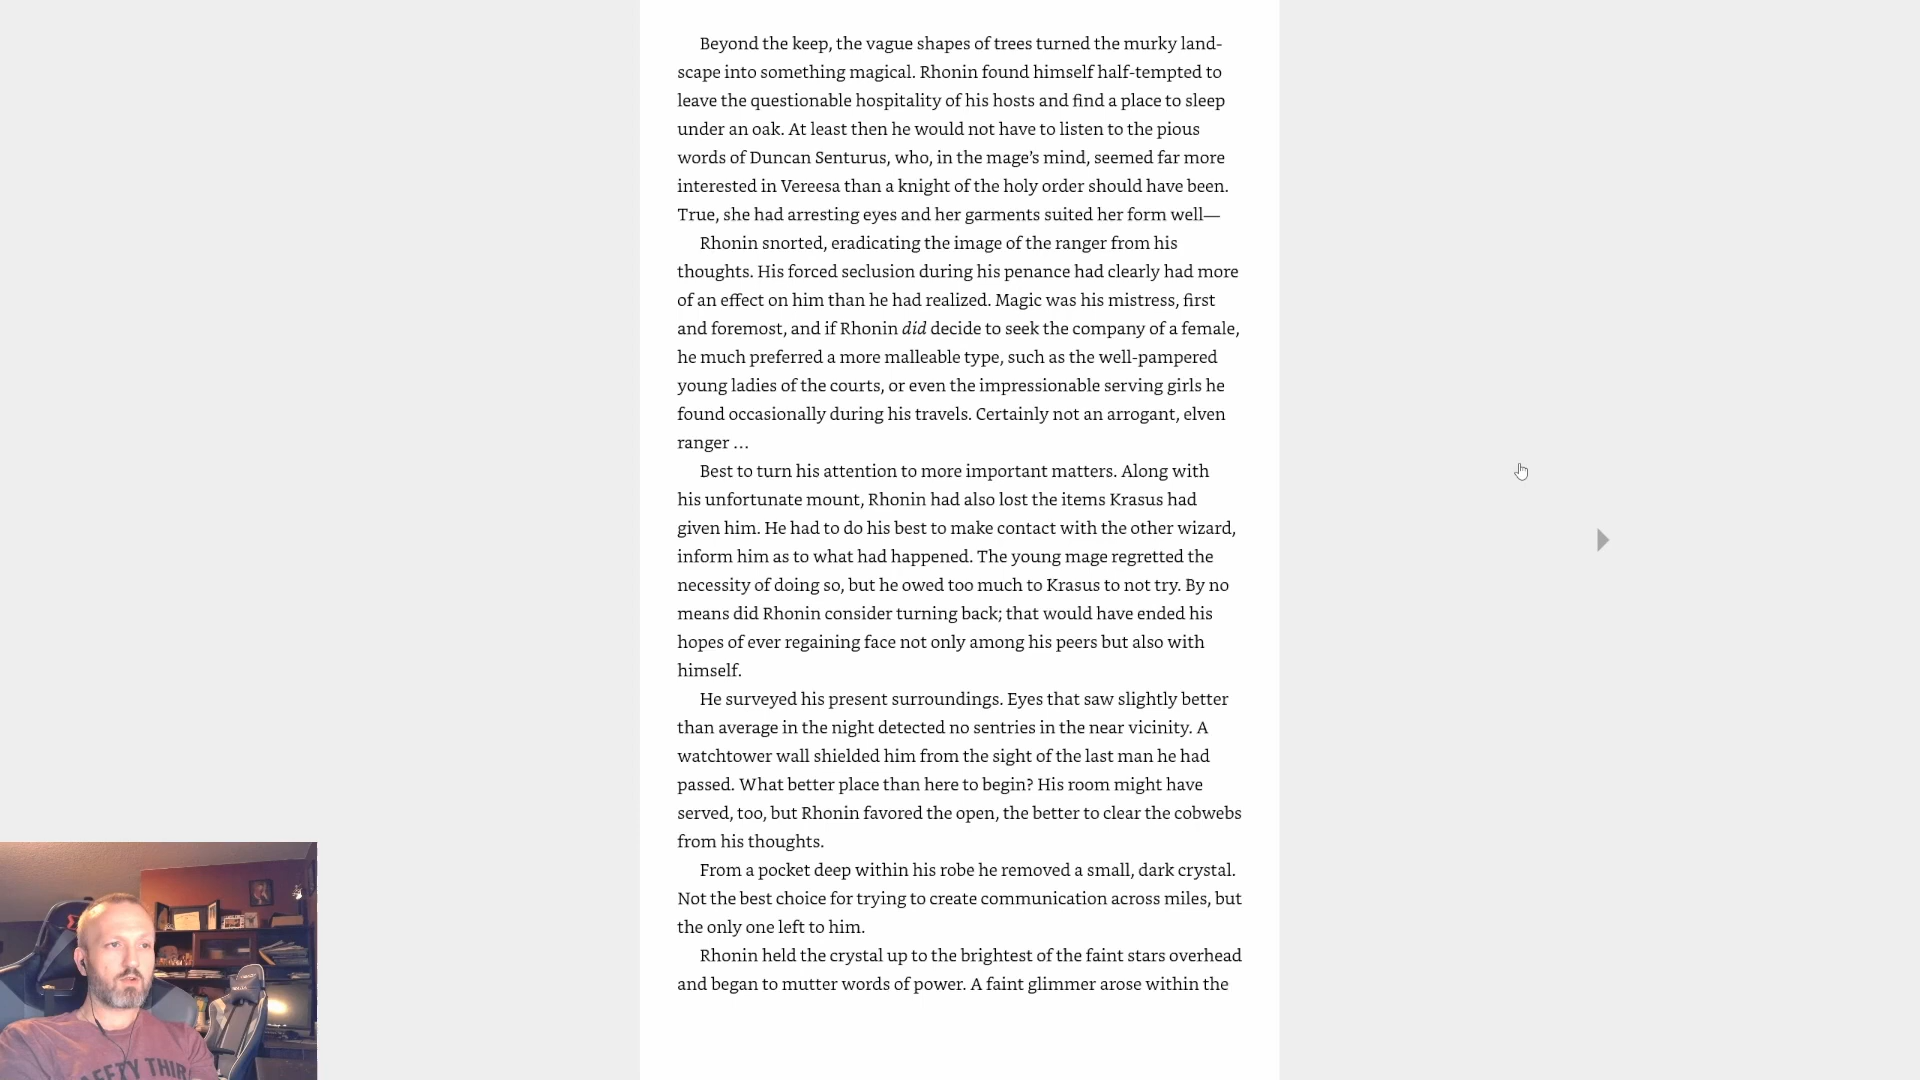 Beyond the keep, the vague shapes of trees turned the murky land-
scape into something magical. Rhonin found himself half-tempted to
leave the questionable hospitality of his hosts and find a place to sleep
under an oak. At least then he would not have to listen to the pious
words of Duncan Senturus, who, in the mage’s mind, seemed far more
interested in Vereesa than a knight of the holy order should have been.
True, she had arresting eyes and her garments suited her form well—
Rhonin snorted, eradicating the image of the ranger from his
thoughts. His forced seclusion during his penance had clearly had more
of an effect on him than he had realized. Magic was his mistress, first
and foremost, and if Rhonin did decide to seek the company of a female,
he much preferred a more malleable type, such as the well-pampered
young ladies of the courts, or even the impressionable serving girls he
found occasionally during his travels. Certainly not an arrogant, elven
ranger …
Best to turn his attention to more important matters. Along with
his unfortunate mount, Rhonin had also lost the items Krasus had
given him. He had to do his best to make contact with the other wizard,
inform him as to what had happened. The young mage regretted the
necessity of doing so, but he owed too much to Krasus to not try. By no
means did Rhonin consider turning back; that would have ended his
hopes of ever regaining face not only among his peers but also with
himself.
He surveyed his present surroundings. Eyes that saw slightly better
than average in the night detected no sentries in the near vicinity. A
watchtower wall shielded him from the sight of the last man he had
passed. What better place than here to begin? His room might have
served, too, but Rhonin favored the open, the better to clear the cobwebs
from his thoughts.
From a pocket deep within his robe he removed a small, dark crystal.
Not the best choice for trying to create communication across miles, but
the only one left to him.
Rhonin held the crystal up to the brightest of the faint stars overhead
and began to mutter words of power. A faint glimmer arose within the